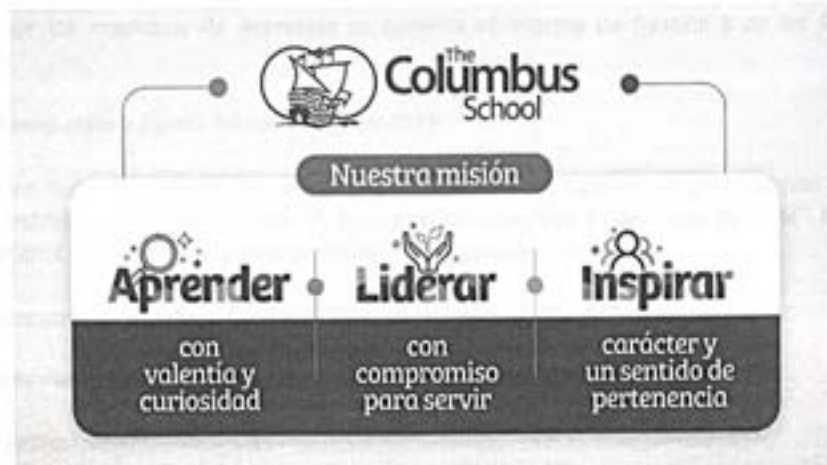 The
Columbus
School
Nuestra misión
Aprender
con
valentía y
curiosidad
Liderar
con
compromiso
para servir
Inspirar
carácter y
un sentido de
pertenencia